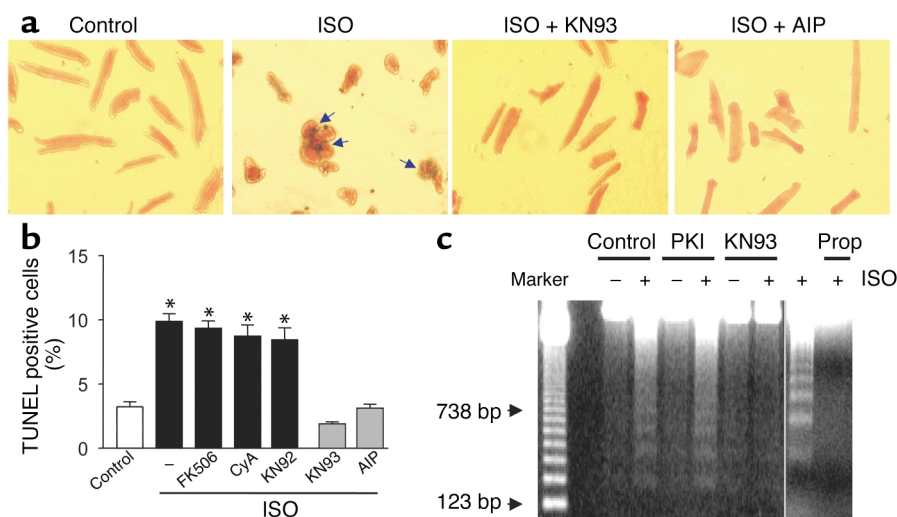 a Control ISO ISO + KN93 ISO + AIP
b
TUNEL positive cells
(%)
15
10
5
0
* * * *
Control – FK506 CyA KN92 KN93 AIP
ISO
c
Control PKI KN93 Prop
Marker – + – + – + + + ISO
738 bp
123 bp